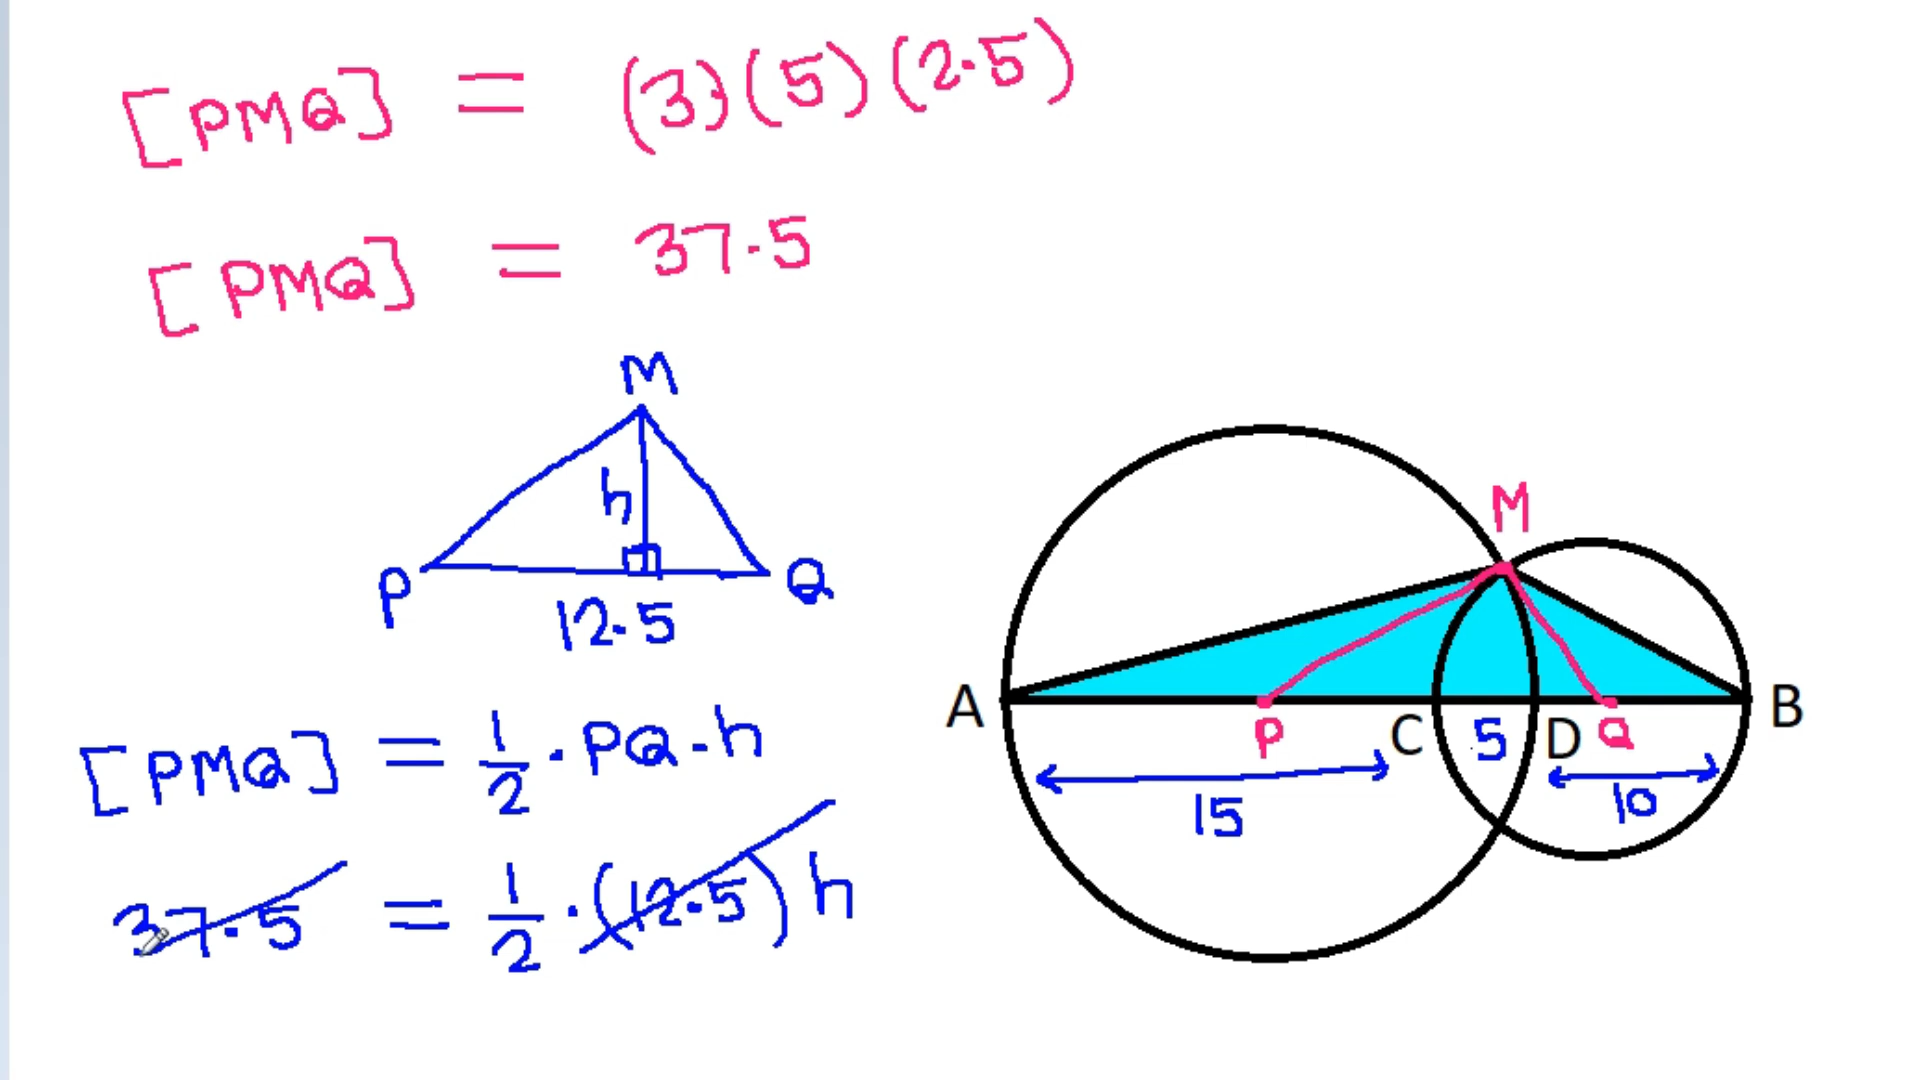 [PMQ] = (3)(5)(2.5)
[PMQ] = 37.5
M
h
P
Q
12.5
[PMQ] = 1/2 · PQ · h
37.5 = 1/2 · (12.5) h
M
A
B
P
C
5
D
Q
15
10